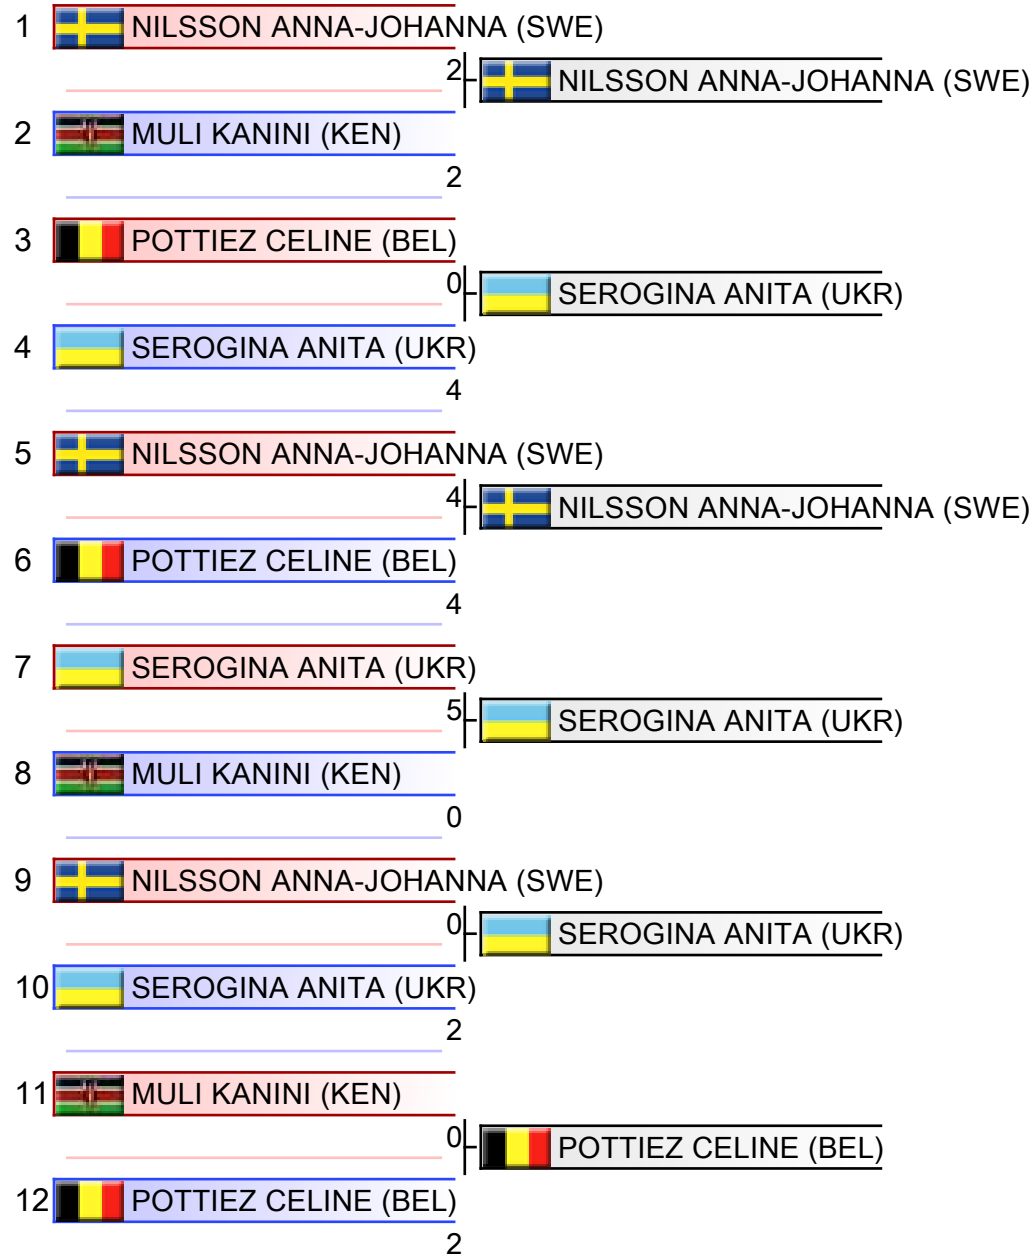 1 NILSSON ANNA-JOHANNA (SWE)
2 NILSSON ANNA-JOHANNA (SWE)
2 MULI KANINI (KEN)
2
3 POTTIEZ CELINE (BEL)
0 SEROGINA ANITA (UKR)
4 SEROGINA ANITA (UKR)
4
5 NILSSON ANNA-JOHANNA (SWE)
4 NILSSON ANNA-JOHANNA (SWE)
6 POTTIEZ CELINE (BEL)
4
7 SEROGINA ANITA (UKR)
5 SEROGINA ANITA (UKR)
8 MULI KANINI (KEN)
0
9 NILSSON ANNA-JOHANNA (SWE)
0 SEROGINA ANITA (UKR)
10 SEROGINA ANITA (UKR)
2
11 MULI KANINI (KEN)
0 POTTIEZ CELINE (BEL)
12 POTTIEZ CELINE (BEL)
2